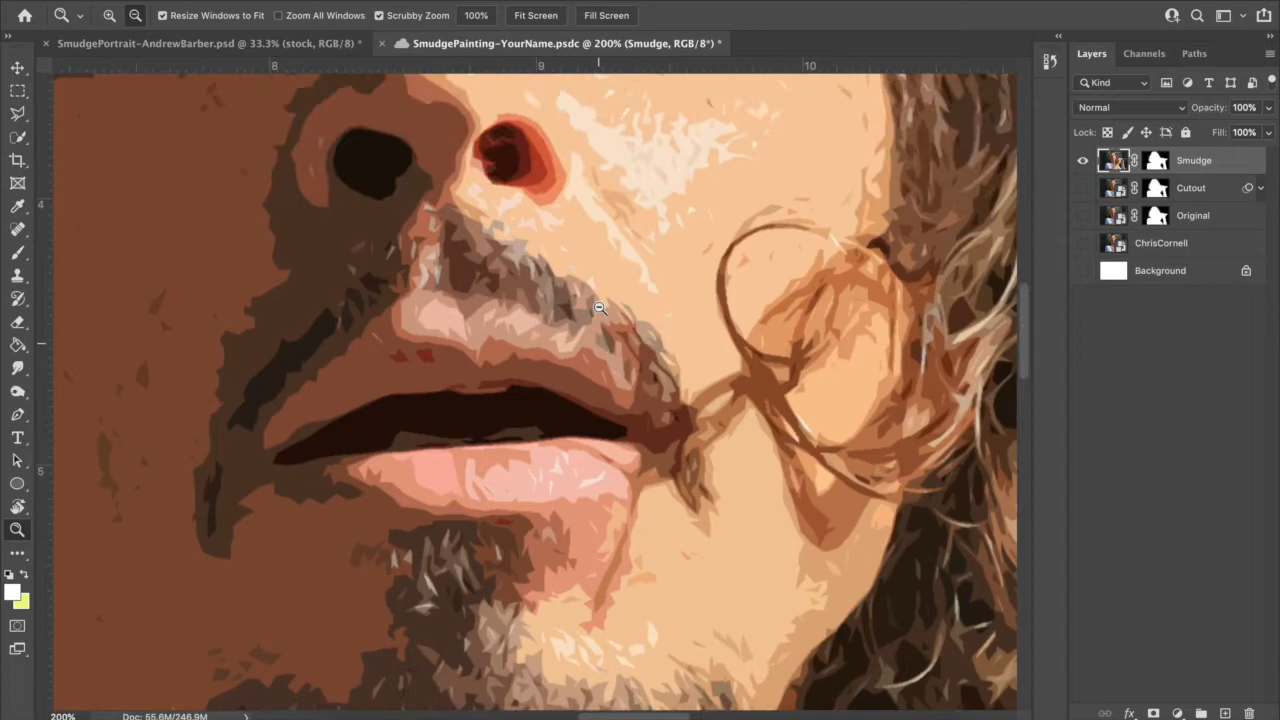 Resize Windows to Fit Zoom All Windows Scrubby Zoom 100% Fit Screen Fill Screen
SmudgePortrait-AndrewBarber.psd @ 33.3% (stock, RGB/8) * SmudgePainting-YourName.psdc @ 200% (Smudge, RGB/8*) *
8 9 10
4
5
Layers Channels Paths
Kind
Normal Opacity: 100%
Lock: Fill: 100%
Smudge
Cutout
Original
ChrisCornell
Background
200% Doc: 55.6M/246.9M